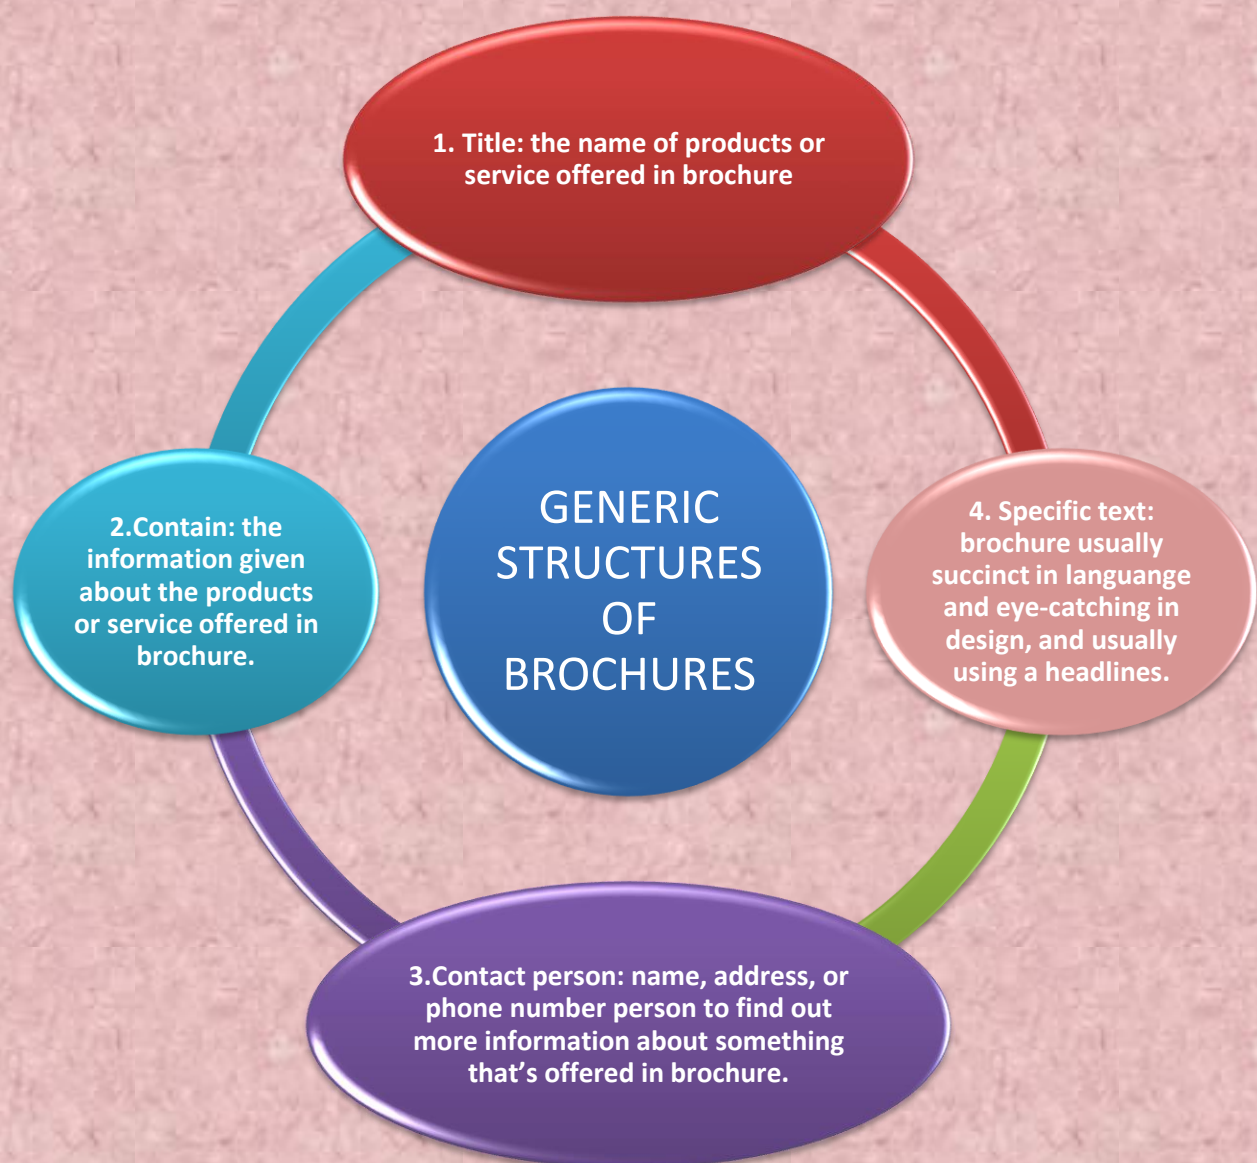 1. Title: the name of products or
service offered in brochure
GENERIC
STRUCTURES
OF
BROCHURES
2.Contain: the
information given
about the products
or service offered in
brochure.
4. Specific text:
brochure usually
succinct in languange
and eye-catching in
design, and usually
using a headlines.
3.Contact person: name, address, or
phone number person to find out
more information about something
that’s offered in brochure.